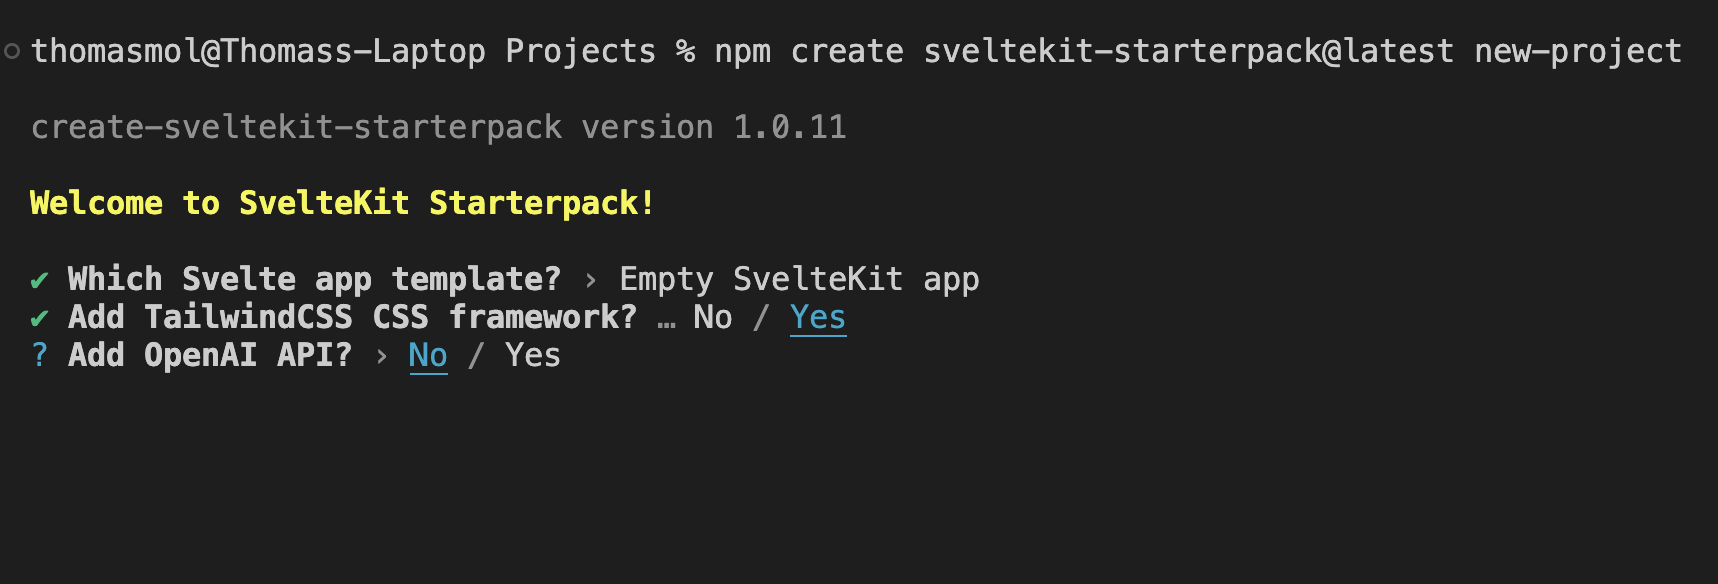 thomasmol@Thomass-Laptop Projects % npm create sveltekit-starterpack@latest new-project
create-sveltekit-starterpack version 1.0.11
Welcome to SvelteKit Starterpack!
✔ Which Svelte app template? › Empty SvelteKit app
✔ Add TailwindCSS CSS framework? … No / Yes
? Add OpenAI API? › No / Yes